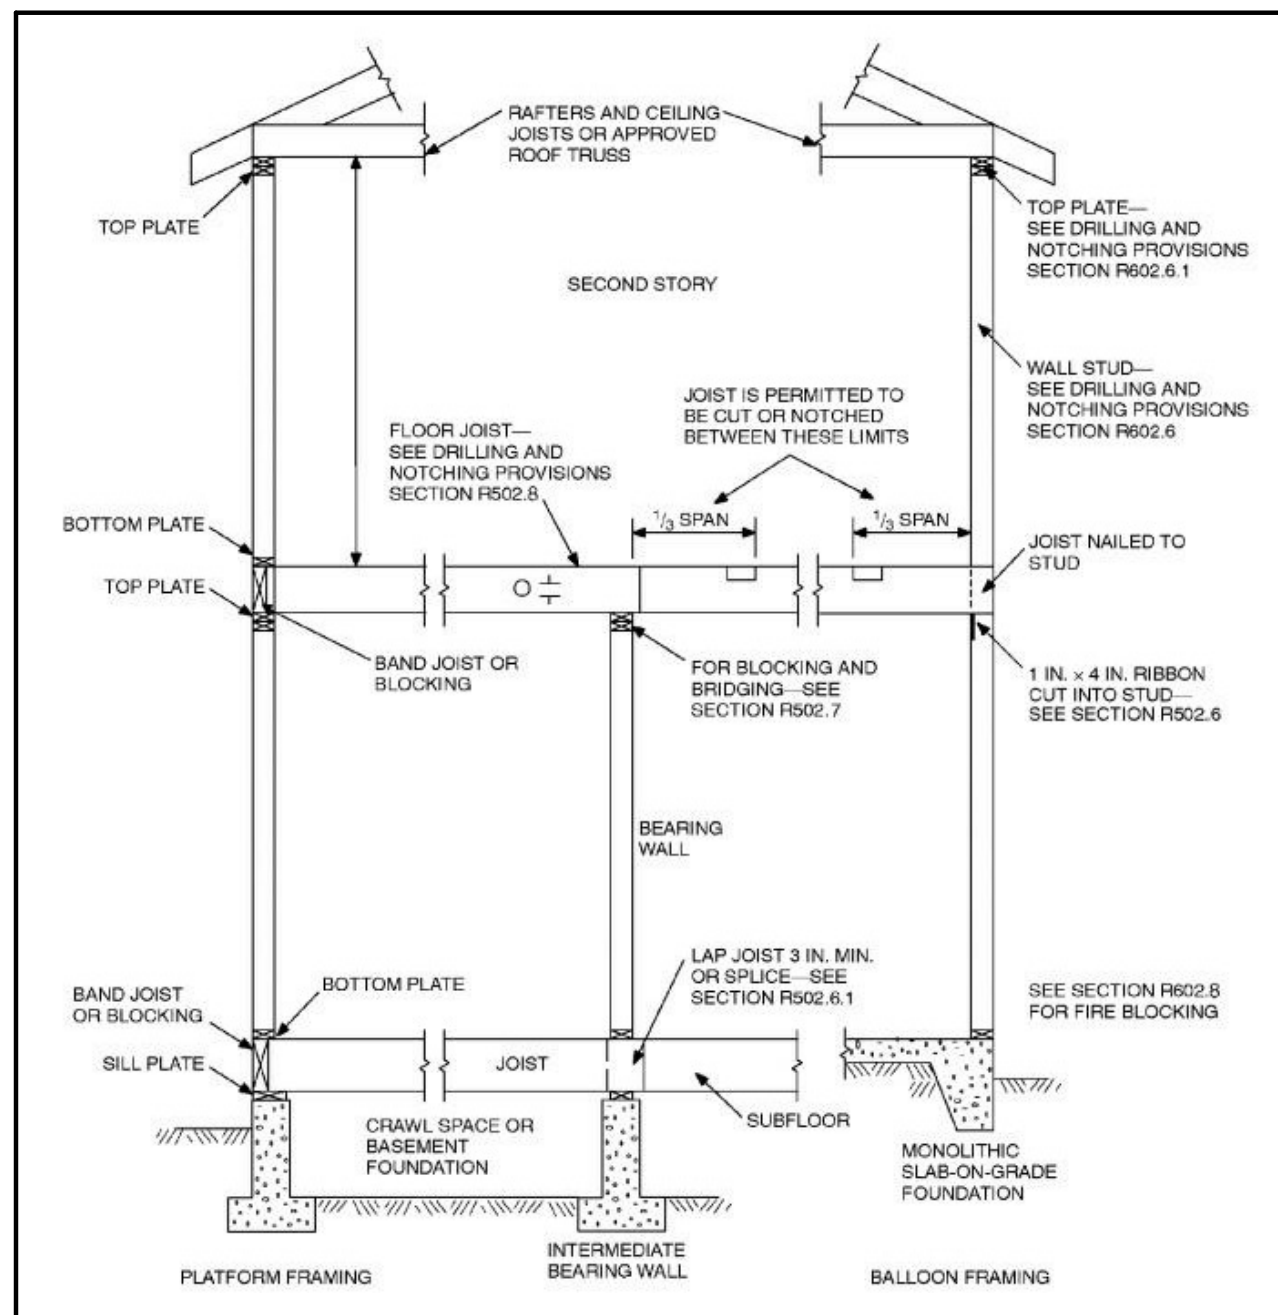 RAFTERS AND CEILING
JOISTS OR APPROVED
ROOF TRUSS
TOP PLATE
TOP PLATE—
SEE DRILLING AND
NOTCHING PROVISIONS
SECTION R602.6.1
SECOND STORY
WALL STUD—
SEE DRILLING AND
NOTCHING PROVISIONS
SECTION R602.6
JOIST IS PERMITTED TO
BE CUT OR NOTCHED
BETWEEN THESE LIMITS
FLOOR JOIST—
SEE DRILLING AND
NOTCHING PROVISIONS
SECTION R502.8
1/3 SPAN
1/3 SPAN
BOTTOM PLATE
JOIST NAILED TO
STUD
TOP PLATE
BAND JOIST OR
BLOCKING
FOR BLOCKING AND
BRIDGING—SEE
SECTION R502.7
1 IN. × 4 IN. RIBBON
CUT INTO STUD—
SEE SECTION R502.6
BEARING
WALL
LAP JOIST 3 IN. MIN.
OR SPLICE—SEE
SECTION R502.6.1
BOTTOM PLATE
BAND JOIST
OR BLOCKING
SEE SECTION R602.8
FOR FIRE BLOCKING
SILL PLATE
JOIST
SUBFLOOR
CRAWL SPACE OR
BASEMENT
FOUNDATION
MONOLITHIC
SLAB-ON-GRADE
FOUNDATION
PLATFORM FRAMING
INTERMEDIATE
BEARING WALL
BALLOON FRAMING